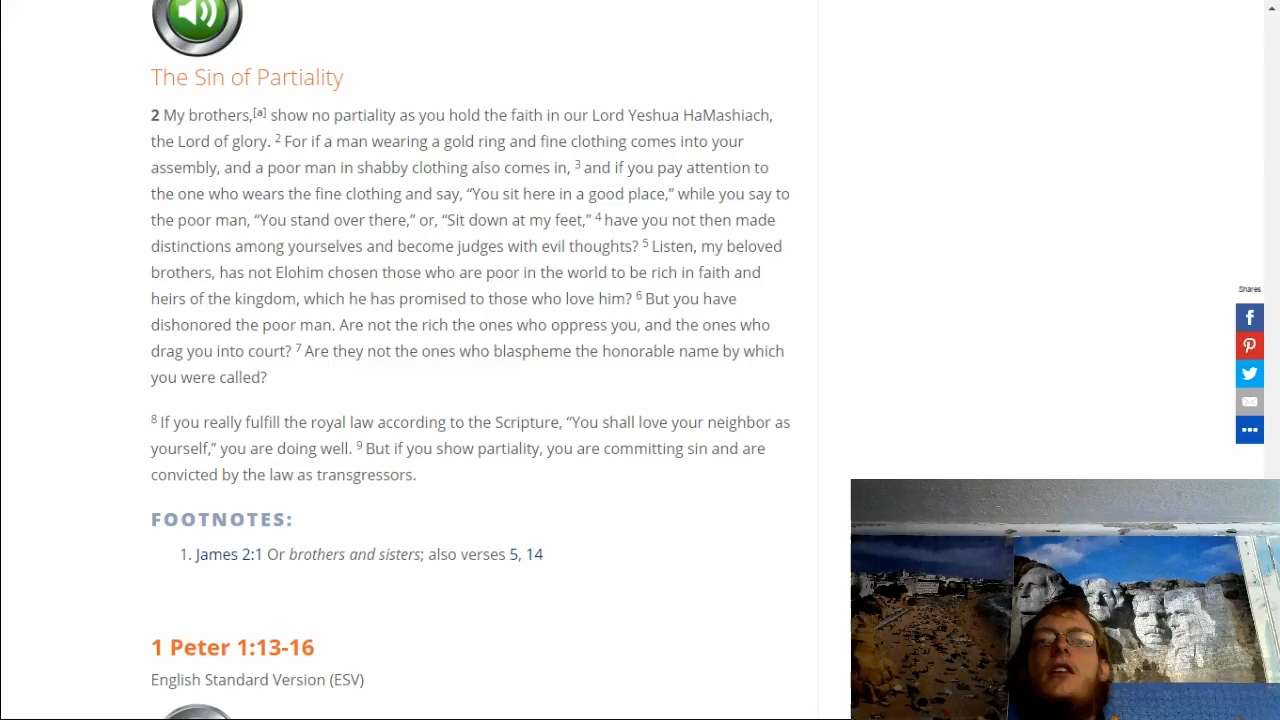 The Sin of Partiality
2 My brothers,[a] show no partiality as you hold the faith in our Lord Yeshua HaMashiach,
the Lord of glory. 2 For if a man wearing a gold ring and fine clothing comes into your
assembly, and a poor man in shabby clothing also comes in, 3 and if you pay attention to
the one who wears the fine clothing and say, “You sit here in a good place,” while you say to
the poor man, “You stand over there,” or, “Sit down at my feet,” 4 have you not then made
distinctions among yourselves and become judges with evil thoughts? 5 Listen, my beloved
brothers, has not Elohim chosen those who are poor in the world to be rich in faith and
heirs of the kingdom, which he has promised to those who love him? 6 But you have
dishonored the poor man. Are not the rich the ones who oppress you, and the ones who
drag you into court? 7 Are they not the ones who blaspheme the honorable name by which
you were called?
8 If you really fulfill the royal law according to the Scripture, “You shall love your neighbor as
yourself,” you are doing well. 9 But if you show partiality, you are committing sin and are
convicted by the law as transgressors.
FOOTNOTES:
1. James 2:1 Or brothers and sisters; also verses 5, 14
1 Peter 1:13-16
English Standard Version (ESV)
Shares